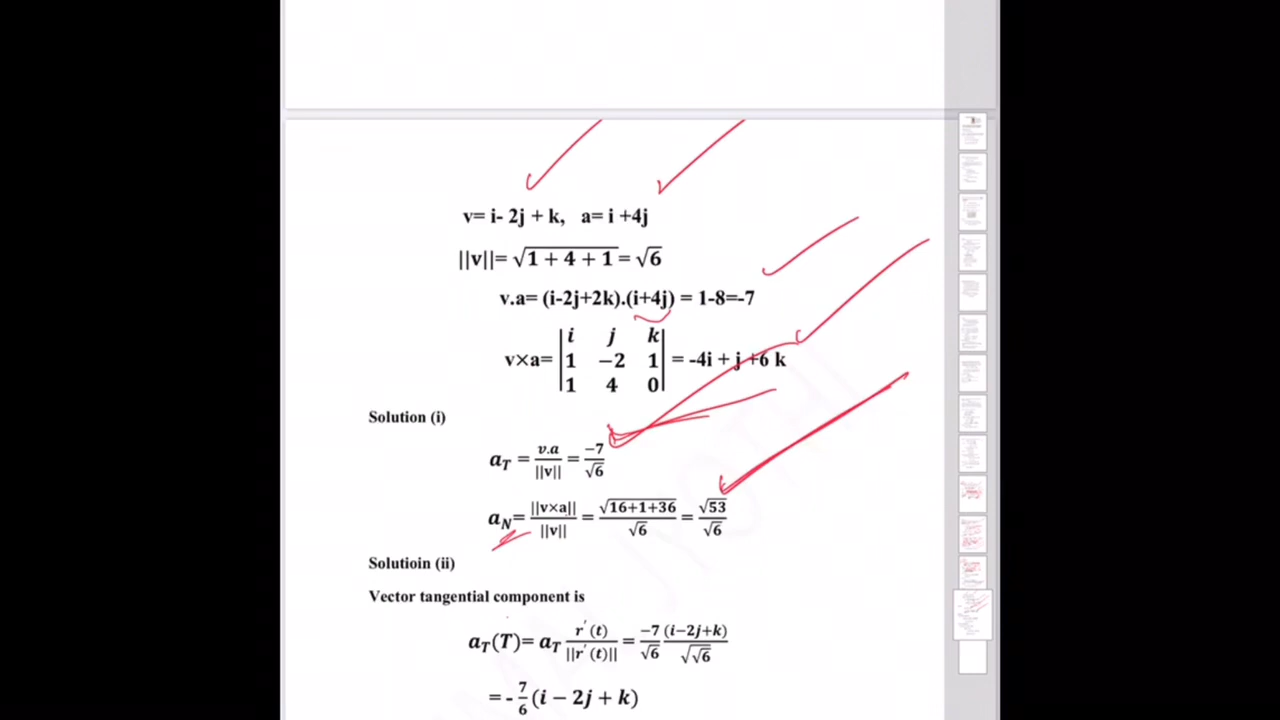 v= i- 2j + k, a= i +4j
||v||= √1 + 4 + 1 = √6
v.a= (i-2j+2k).(i+4j) = 1-8=-7
v×a= |i j k; 1 −2 1; 1 4 0| = -4i + j +6 k
Solution (i)
a_T = v.a/||v|| = −7/√6
a_N= ||v×a||/||v|| = √16+1+36/√6 = √53/√6
Solutioin (ii)
Vector tangential component is
a_T(T)= a_T r′(t)/||r′(t)|| = −7/√6 (i−2j+k)/√√6
= - 7/6 (i − 2j + k)